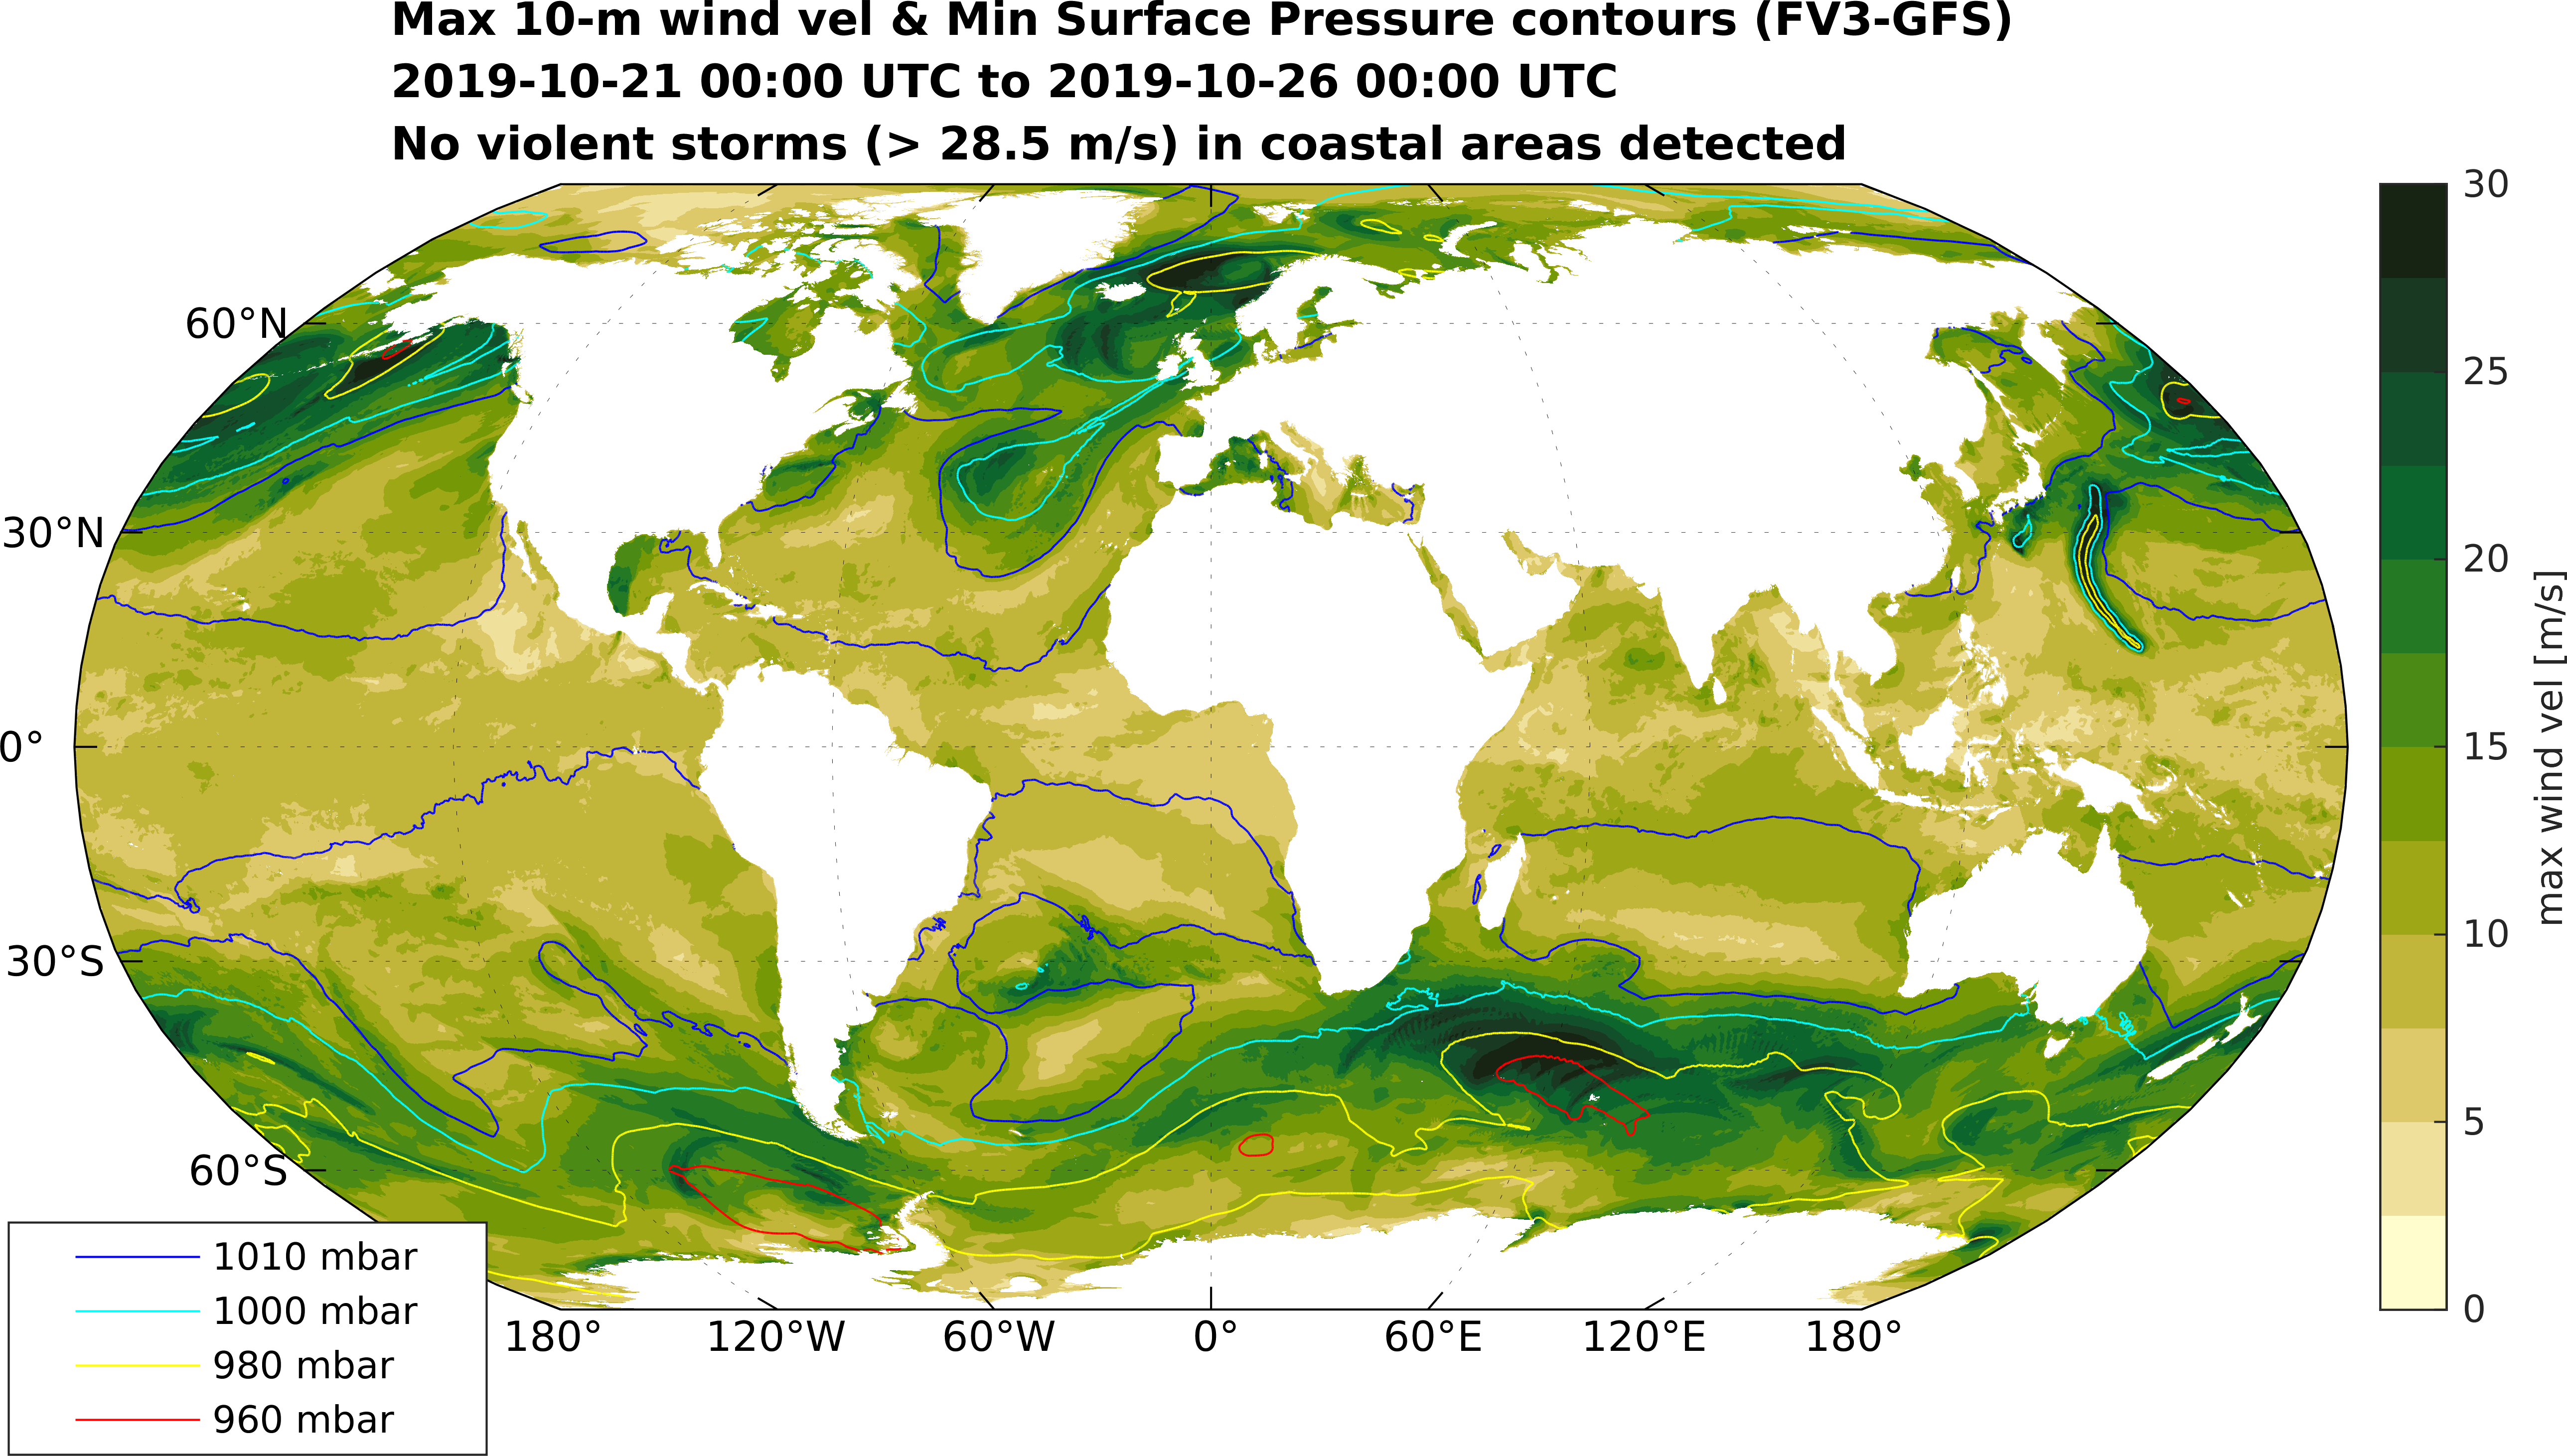 Max 10-m wind vel & Min Surface Pressure contours (FV3-GFS)
2019-10-21 00:00 UTC to 2019-10-26 00:00 UTC
No violent storms (> 28.5 m/s) in coastal areas detected
60°N
30°N
0°
30°S
60°S
180°
120°W
60°W
0°
60°E
120°E
180°
1010 mbar
1000 mbar
980 mbar
960 mbar
30
25
20
15
10
5
0
max wind vel [m/s]